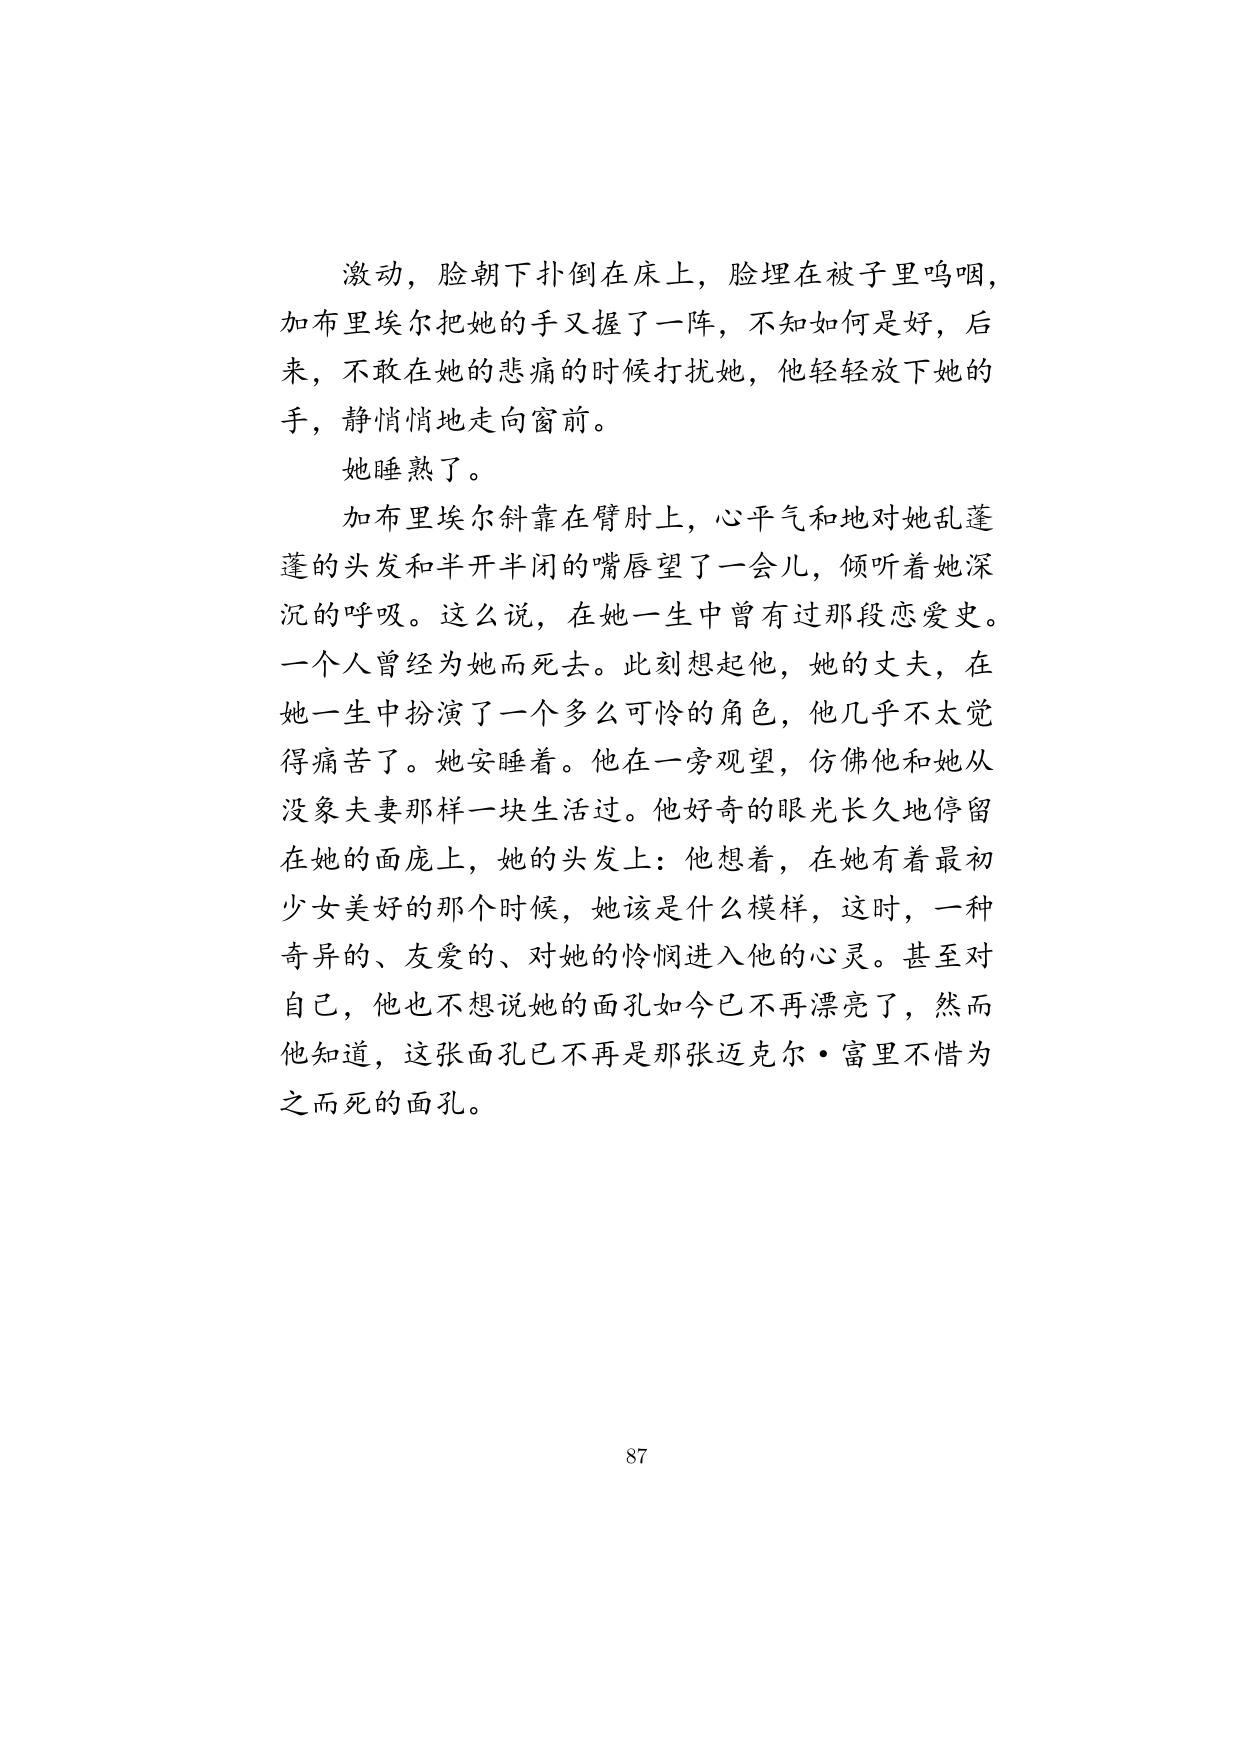 激动，脸朝下扑倒在床上，脸埋在被子里呜咽，
加布里埃尔把她的手又握了一阵，不知如何是好，后
来，不敢在她的悲痛的时候打扰她，他轻轻放下她的
手，静悄悄地走向窗前。
她睡熟了。
加布里埃尔斜靠在臂肘上，心平气和地对她乱蓬
蓬的头发和半开半闭的嘴唇望了一会儿，倾听着她深
沉的呼吸。这么说，在她一生中曾有过那段恋爱史。
一个人曾经为她而死去。此刻想起他，她的丈夫，在
她一生中扮演了一个多么可怜的角色，他几乎不太觉
得痛苦了。她安睡着。他在一旁观望，仿佛他和她从
没象夫妻那样一块生活过。他好奇的眼光长久地停留
在她的面庞上，她的头发上：他想着，在她有着最初
少女美好的那个时候，她该是什么模样，这时，一种
奇异的、友爱的、对她的怜悯进入他的心灵。甚至对
自己，他也不想说她的面孔如今已不再漂亮了，然而
他知道，这张面孔已不再是那张迈克尔•富里不惜为
之而死的面孔。
87